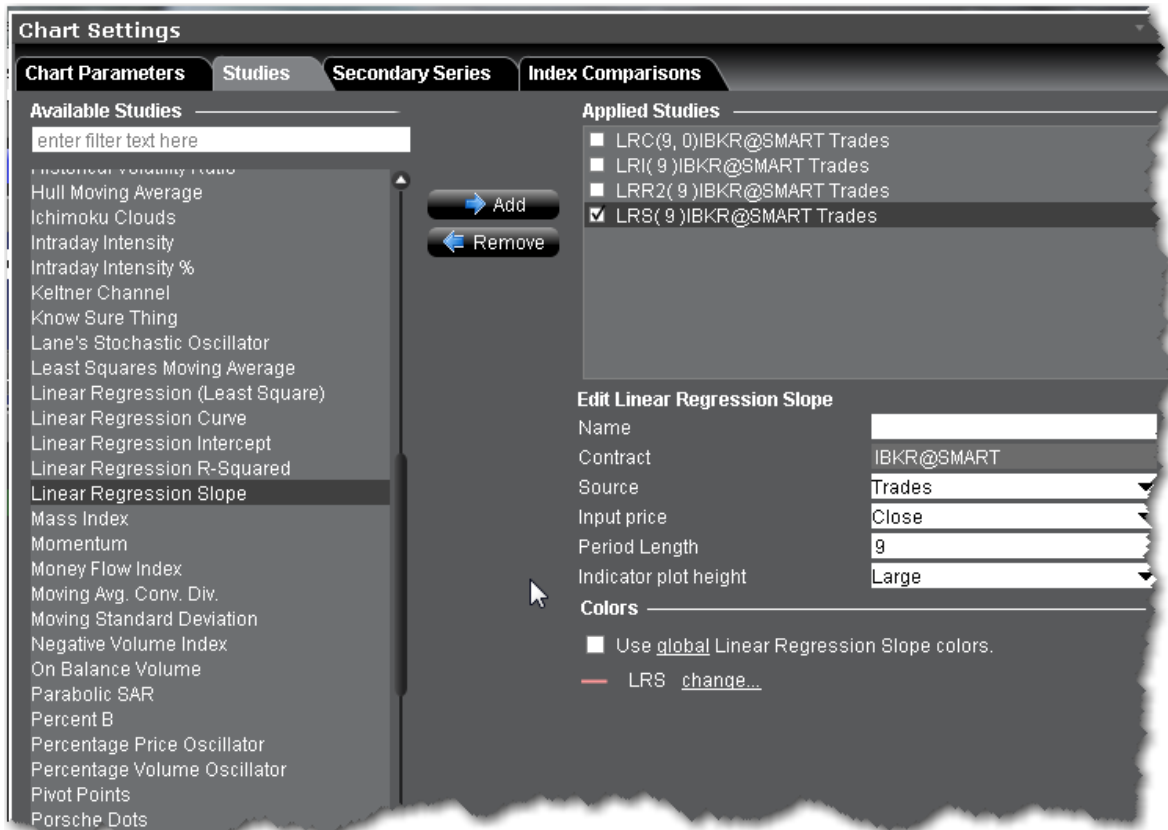 Chart Settings
Chart Parameters
Studies
Secondary Series
Index Comparisons
Available Studies
enter filter text here
Historical Volatility Ratio
Hull Moving Average
Ichimoku Clouds
Intraday Intensity
Intraday Intensity %
Keltner Channel
Know Sure Thing
Lane's Stochastic Oscillator
Least Squares Moving Average
Linear Regression (Least Square)
Linear Regression Curve
Linear Regression Intercept
Linear Regression R-Squared
Linear Regression Slope
Mass Index
Momentum
Money Flow Index
Moving Avg. Conv. Div.
Moving Standard Deviation
Negative Volume Index
On Balance Volume
Parabolic SAR
Percent B
Percentage Price Oscillator
Percentage Volume Oscillator
Pivot Points
Porsche Dots
Add
Remove
Applied Studies
LRC(9, 0)IBKR@SMART Trades
LRI( 9 )IBKR@SMART Trades
LRR2( 9 )IBKR@SMART Trades
LRS( 9 )IBKR@SMART Trades
Edit Linear Regression Slope
Name
Contract IBKR@SMART
Source Trades
Input price Close
Period Length 9
Indicator plot height Large
Colors
Use global Linear Regression Slope colors.
LRS change...